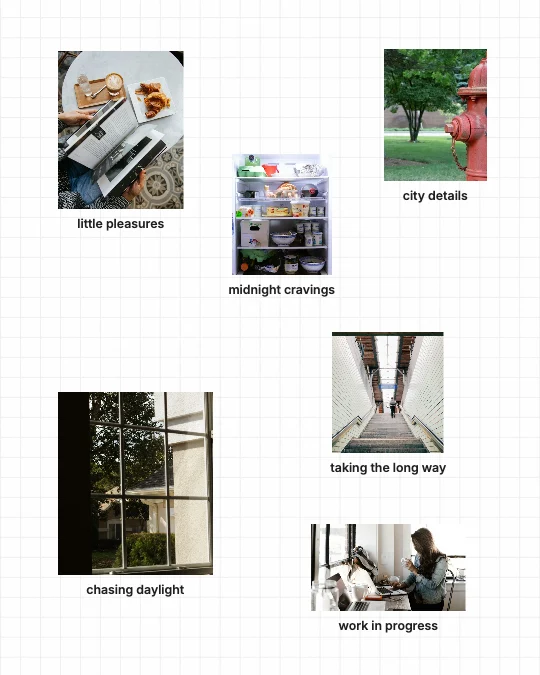 little pleasures
city details
midnight cravings
taking the long way
chasing daylight
work in progress